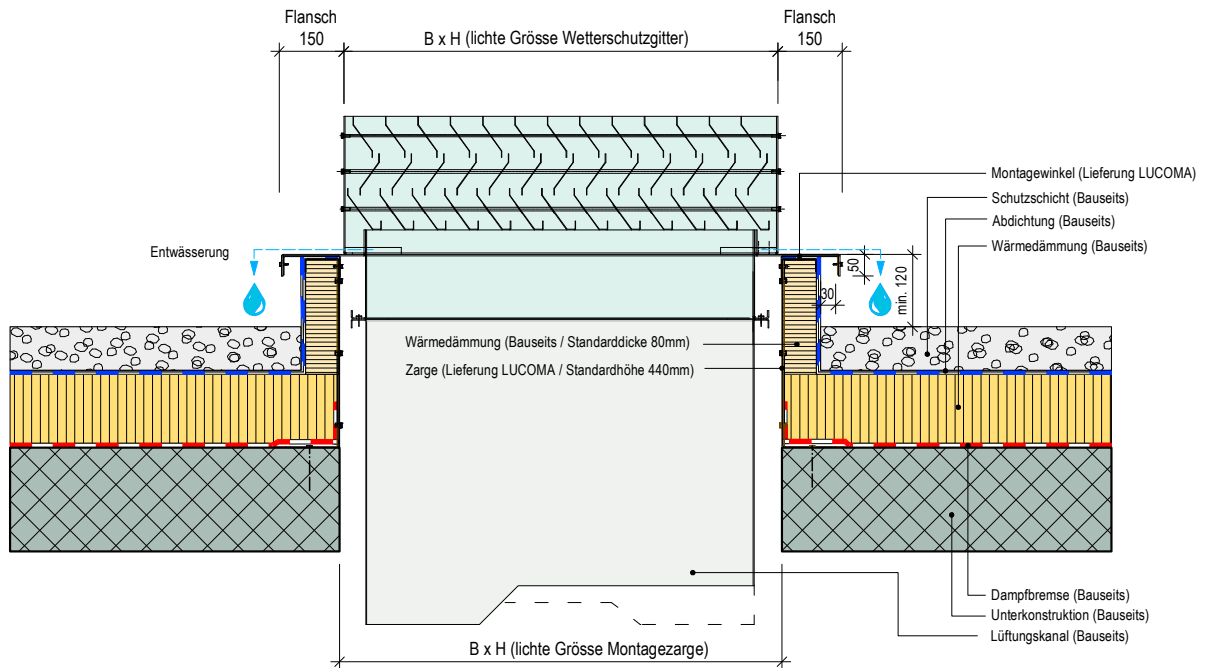 Flansch
150
B x H (lichte Grösse Wetterschutzgitter)
Flansch
150
Montagewinkel (Lieferung LUCOMA)
Schutzschicht (Bauseits)
Abdichtung (Bauseits)
Wärmedämmung (Bauseits)
Entwässerung
50
min. 120
30
Wärmedämmung (Bauseits / Standarddicke 80mm)
Zarge (Lieferung LUCOMA / Standardhöhe 440mm)
Dampfbremse (Bauseits)
Unterkonstruktion (Bauseits)
Lüftungskanal (Bauseits)
B x H (lichte Grösse Montagezarge)